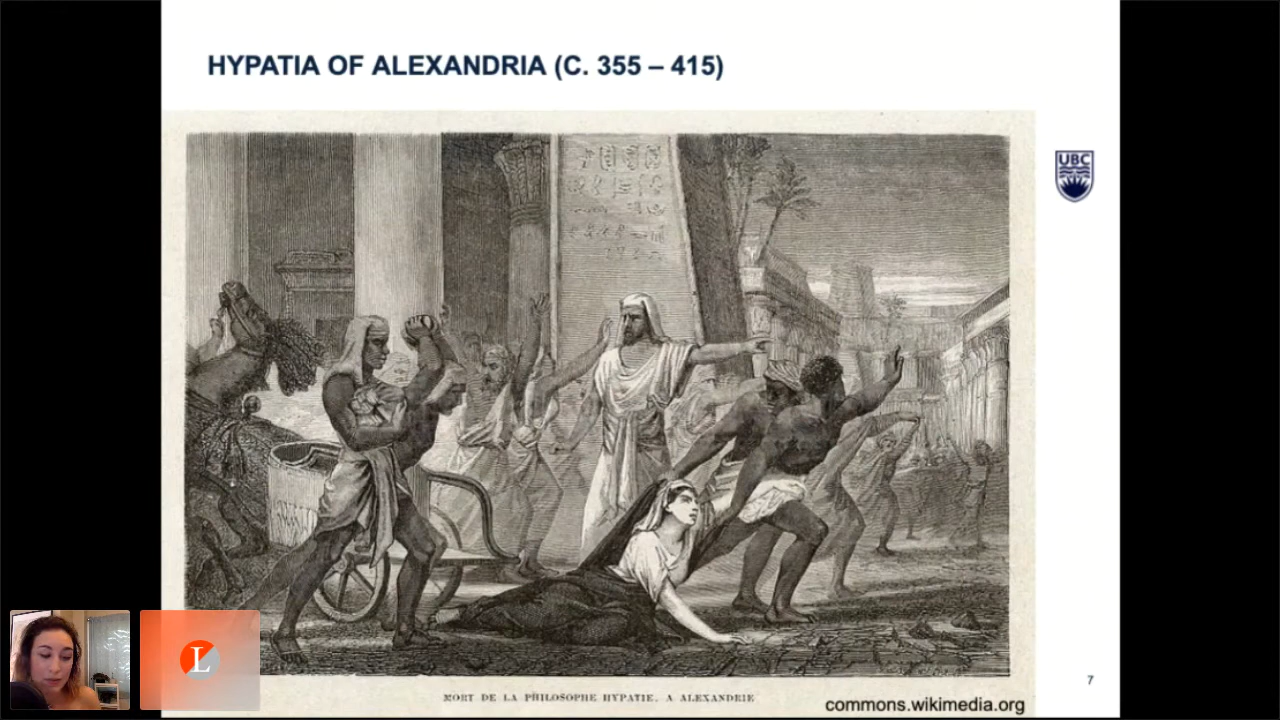 HYPATIA OF ALEXANDRIA (C. 355 – 415)
UBC
MORT DE LA PHILOSOPHE HYPATIE, A ALEXANDRIE
7
commons.wikimedia.org
L